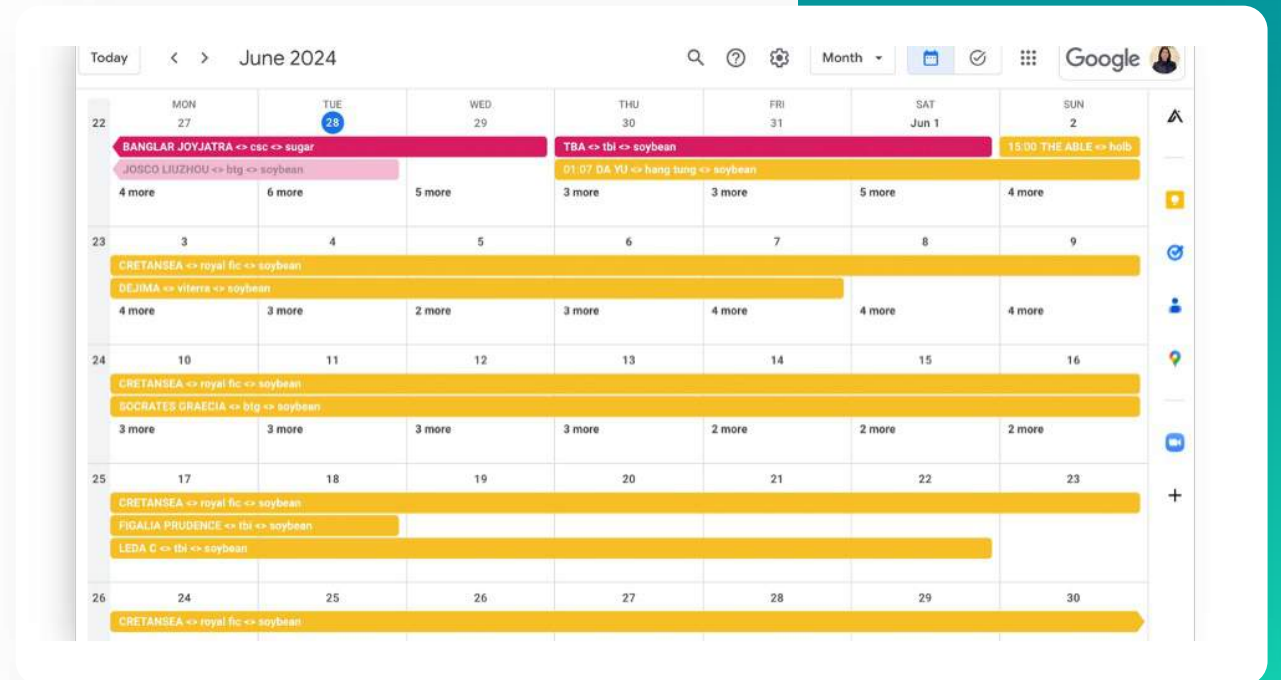 Today < > June 2024 Month Google
MON TUE WED THU FRI SAT SUN
22 27 28 29 30 31 Jun 1 2
BANGLAR JOYJATRA <> csc <> sugar TBA <> tbi <> soybean 15:00 THE ABLE <> holb
JOSCO LIUZHOU <> btg <> soybean 01:07 DA YU <> hang tung <> soybean
4 more 6 more 5 more 3 more 3 more 5 more 4 more
23 3 4 5 6 7 8 9
CRETANSEA <> royal fic <> soybean
DEJIMA <> viterra <> soybean
4 more 3 more 2 more 3 more 4 more 4 more 4 more
24 10 11 12 13 14 15 16
CRETANSEA <> royal fic <> soybean
SOCRATES GRAECIA <> btg <> soybean
3 more 3 more 3 more 3 more 2 more 2 more 2 more
25 17 18 19 20 21 22 23
CRETANSEA <> royal fic <> soybean
FIGALIA PRUDENCE <> tbi <> soybean
LEDA C <> tbi <> soybean
26 24 25 26 27 28 29 30
CRETANSEA <> royal fic <> soybean